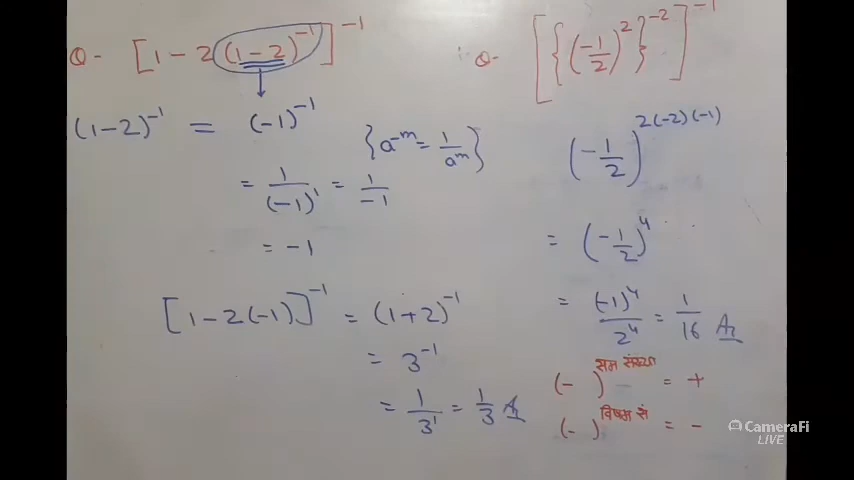 Q- [1-2(1-2)⁻¹]⁻¹
(1-2)⁻¹ = (-1)⁻¹
{a⁻ᵐ = 1/aᵐ}
= 1/(-1)¹ = 1/-1
= -1
[1-2(-1)]⁻¹ = (1+2)⁻¹
= 3⁻¹
= 1/3¹ = 1/3 A
Q- [{(-1/2)²}⁻²]⁻¹
(-1/2)²⁽⁻²⁾⁽⁻¹⁾
= (-1/2)⁴
= (-1)⁴/2⁴ = 1/16 A
(- )सम संख्या = +
(- )विषम सं = -
CameraFi
LIVE